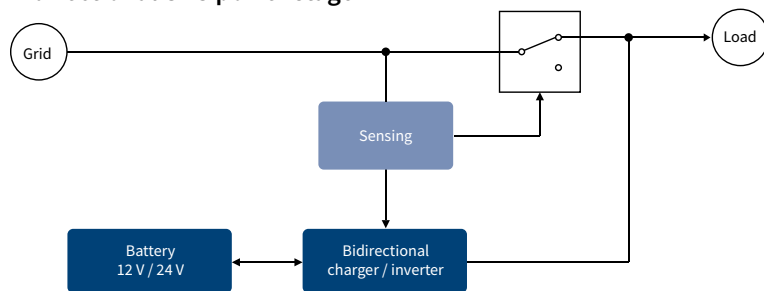 Grid
Load
Sensing
Battery
12 V / 24 V
Bidirectional
charger / inverter